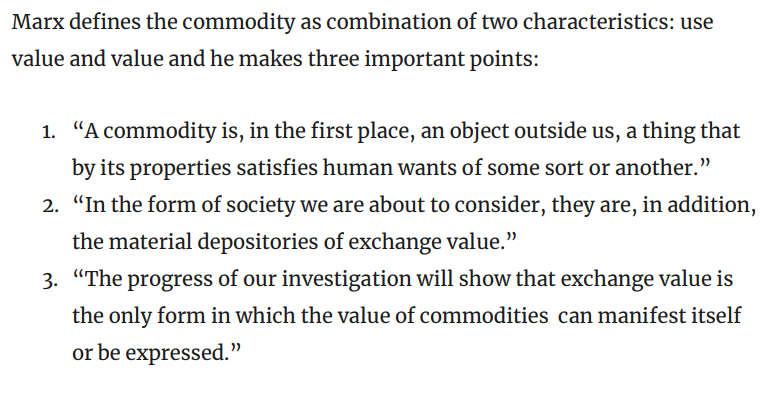 Marx defines the commodity as combination of two characteristics: use
value and value and he makes three important points:
1. “A commodity is, in the first place, an object outside us, a thing that
by its properties satisfies human wants of some sort or another.”
2. “In the form of society we are about to consider, they are, in addition,
the material depositories of exchange value.”
3. “The progress of our investigation will show that exchange value is
the only form in which the value of commodities  can manifest itself
or be expressed.”